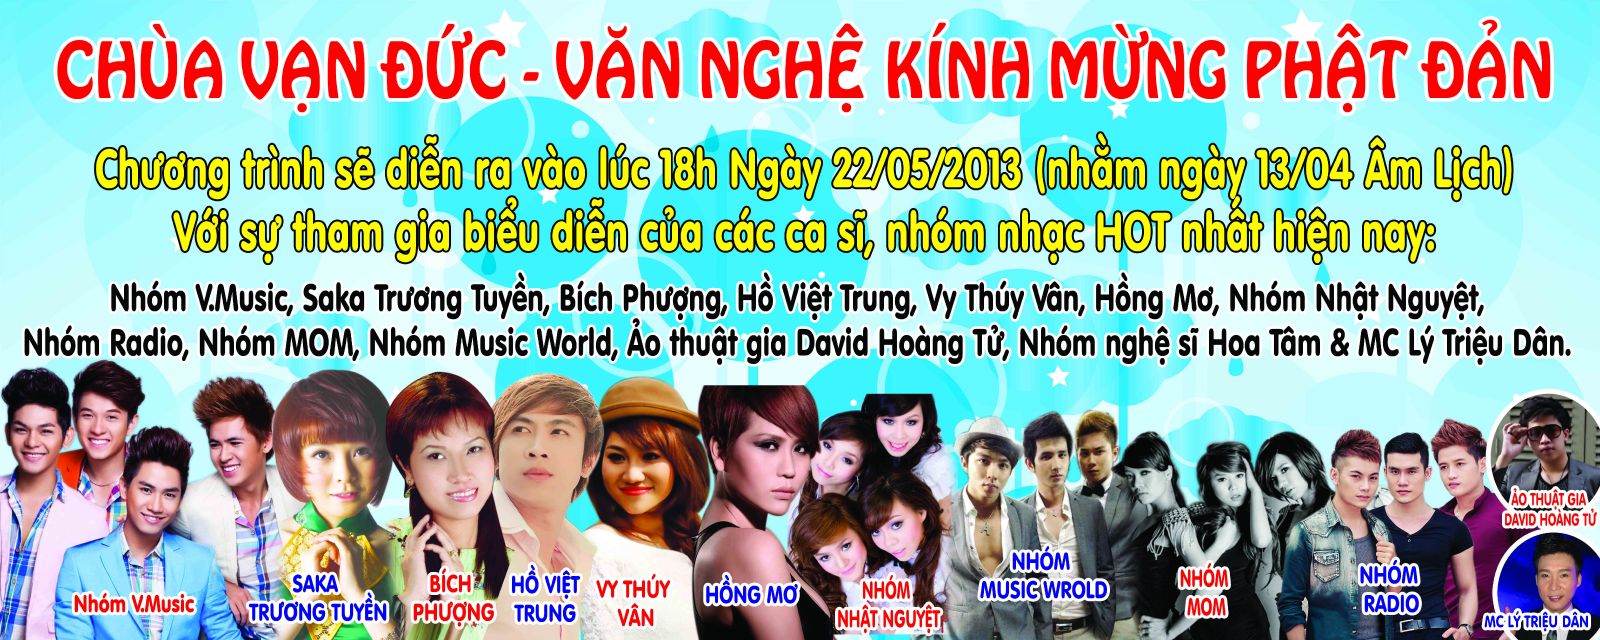 CHÙA VẠN ĐỨC - VĂN NGHỆ KÍNH MỪNG PHẬT ĐẢN
Chương trình sẽ diễn ra vào lúc 18h Ngày 22/05/2013 (nhằm ngày 13/04 Âm Lịch)
Với sự tham gia biểu diễn của các ca sĩ, nhóm nhạc HOT nhất hiện nay:
Nhóm V.Music, Saka Trương Tuyền, Bích Phượng, Hồ Việt Trung, Vy Thúy Vân, Hồng Mơ, Nhóm Nhật Nguyệt,
Nhóm Radio, Nhóm MOM, Nhóm Music World, Ảo thuật gia David Hoàng Tử, Nhóm nghệ sĩ Hoa Tâm & MC Lý Triệu Dân.
Nhóm V.Music
SAKA
TRƯƠNG TUYỀN
BÍCH
PHƯỢNG
HỒ VIỆT
TRUNG
VY THÚY
VÂN
HỒNG MƠ
NHÓM
NHẬT NGUYỆT
NHÓM
MUSIC WROLD
NHÓM
MOM
NHÓM
RADIO
ẢO THUẬT GIA
DAVID HOÀNG TỬ
MC LÝ TRIỆU DÂN